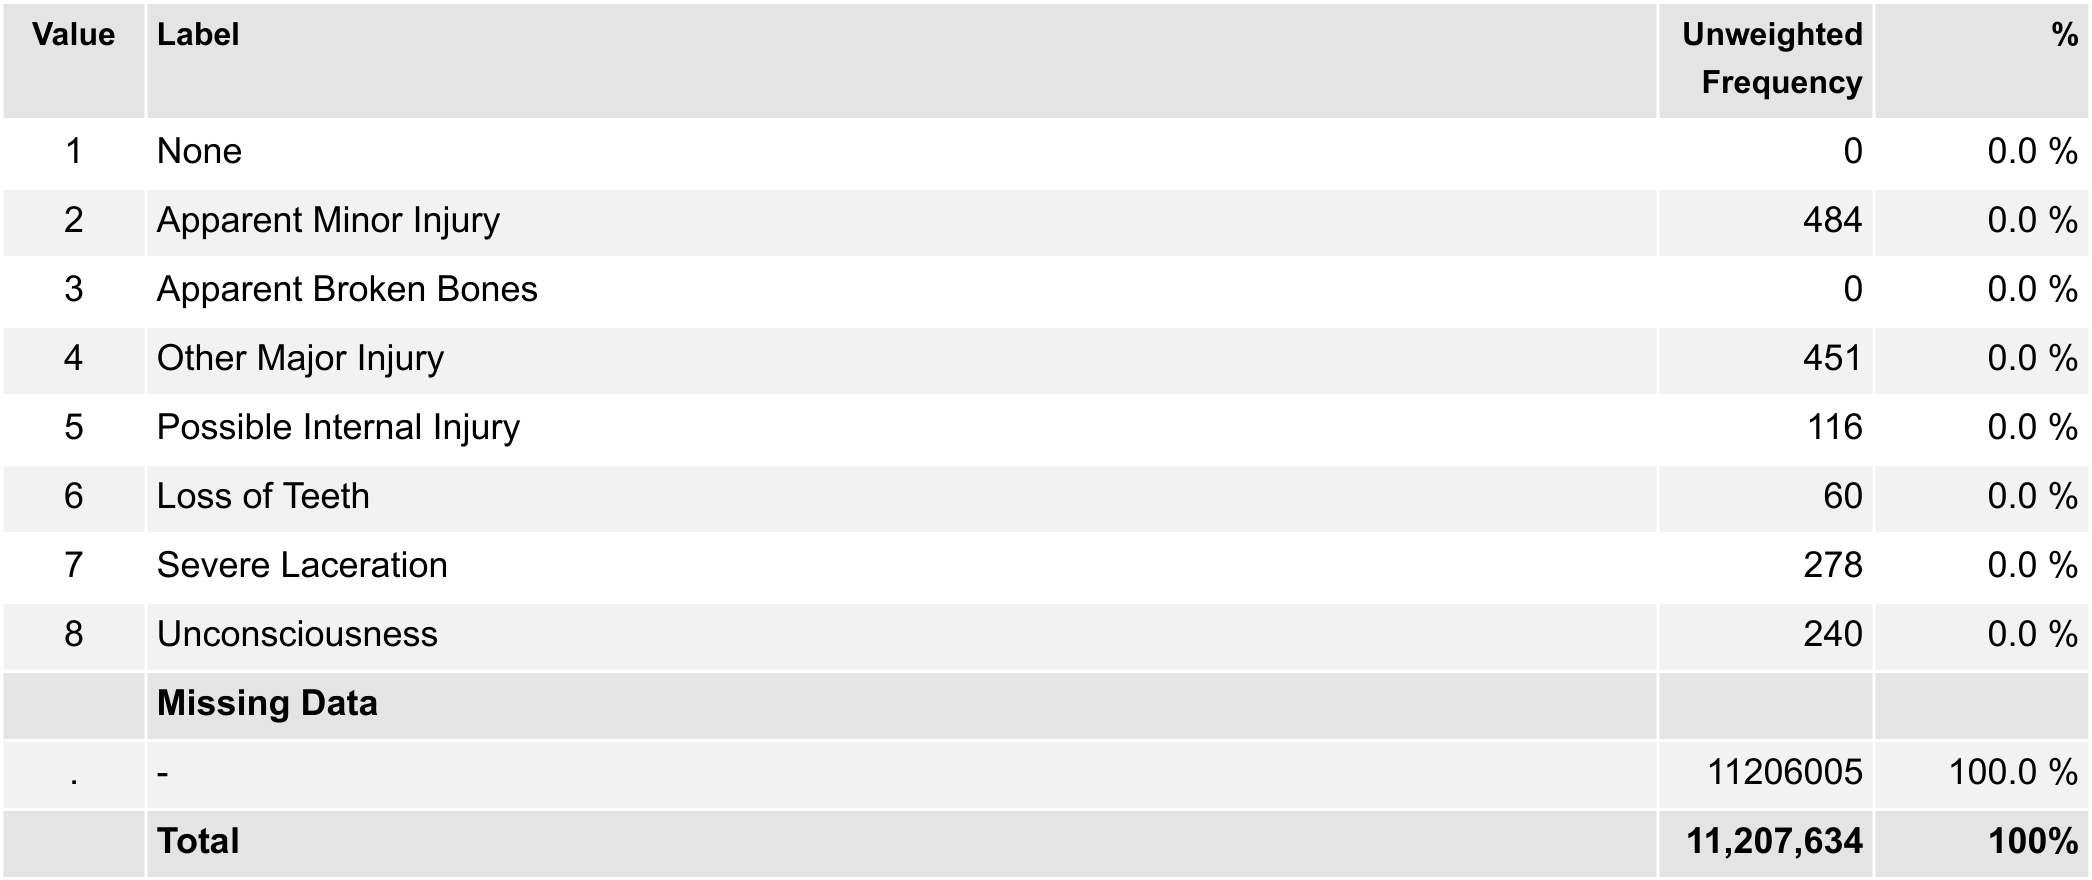 Value Label Unweighted Frequency %
1 None 0 0.0 %
2 Apparent Minor Injury 484 0.0 %
3 Apparent Broken Bones 0 0.0 %
4 Other Major Injury 451 0.0 %
5 Possible Internal Injury 116 0.0 %
6 Loss of Teeth 60 0.0 %
7 Severe Laceration 278 0.0 %
8 Unconsciousness 240 0.0 %
Missing Data
. - 11206005 100.0 %
Total 11,207,634 100%